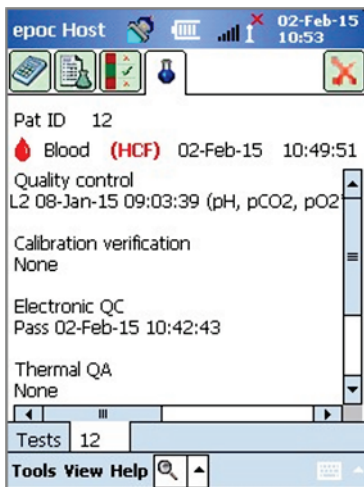 epoc Host
02-Feb-15
10:53
Pat ID 12
Blood (HCF) 02-Feb-15 10:49:51
Quality control
L2 08-Jan-15 09:03:39 (pH, pCO2, pO2
Calibration verification
None
Electronic QC
Pass 02-Feb-15 10:42:43
Thermal QA
None
Tests 12
Tools View Help